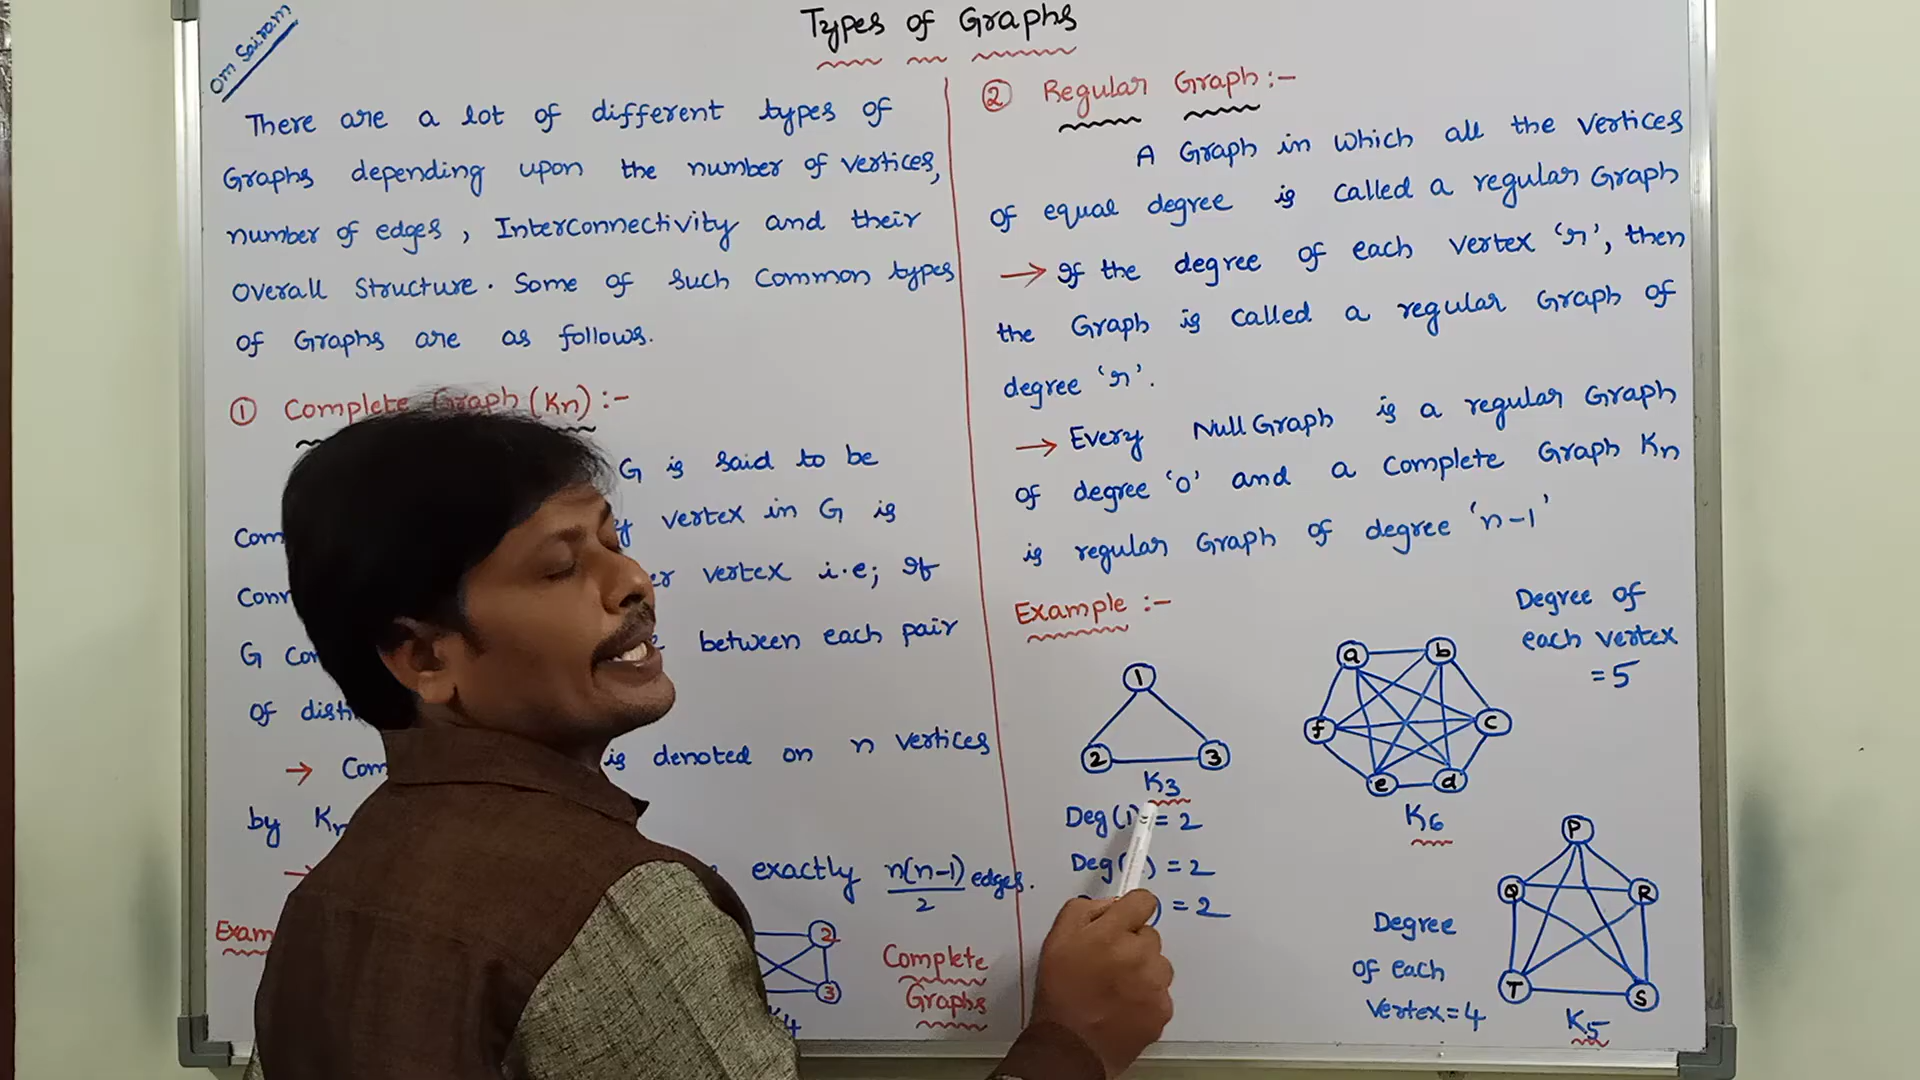 Om Sairam
Types of Graphs
There are a lot of different types of
Graphs depending upon the number of vertices,
number of edges, Interconnectivity and their
Overall Structure. Some of Such Common types
of Graphs are as follows.
① Complete Graph (Kn) :-
G is Said to be
vertex in G is
vertex i.e; If
G between each pair
of
→ is denoted on n vertices
by
→ exactly n(n-1)/2 edges.
2
3
Complete
Graphs
② Regular Graph :-
A Graph in which all the vertices
of equal degree is called a regular Graph
→ If the degree of each vertex 'r', then
the Graph is called a regular Graph of
degree 'r'.
→ Every Null Graph is a regular Graph
of degree '0' and a Complete Graph Kn
is regular Graph of degree 'n-1'
Example :-
1
2 3
K3
Deg(1) = 2
Deg( ) = 2
) = 2
a b
f c
e d
K6
Degree of
each vertex
= 5
P
Q R
T S
K5
Degree
of each
vertex = 4